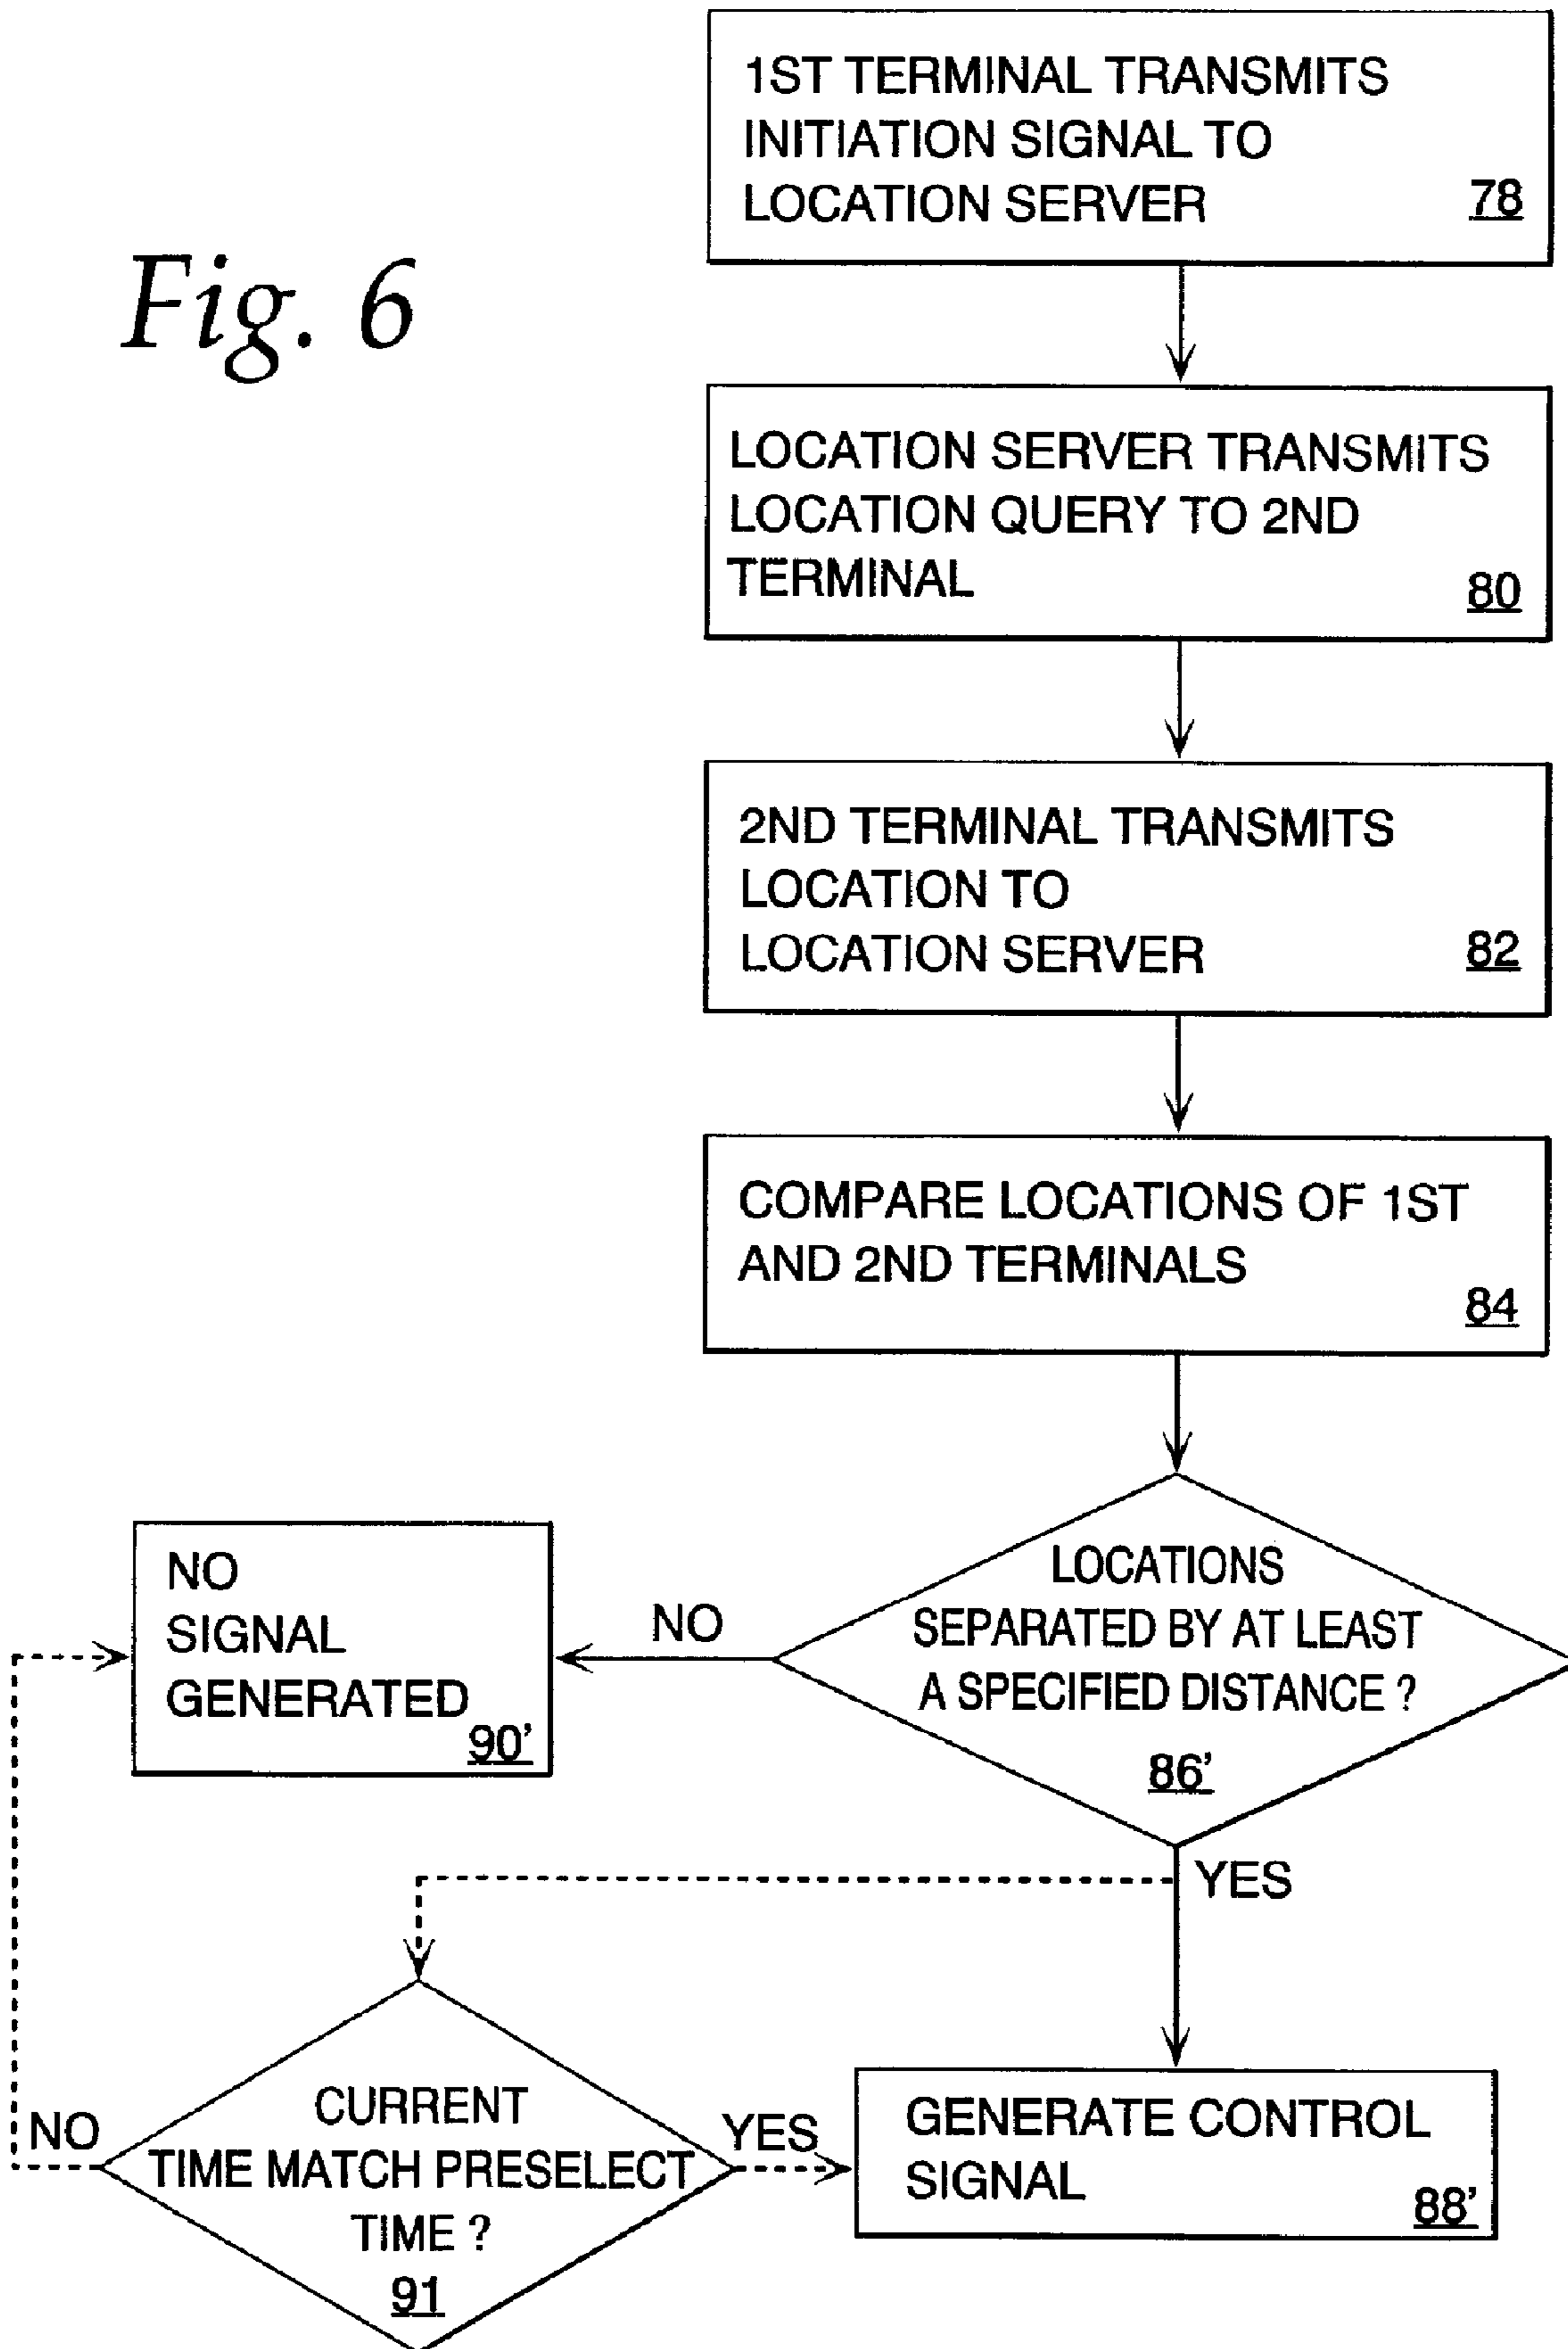 Fig. 6
1ST TERMINAL TRANSMITS
INITIATION SIGNAL TO
LOCATION SERVER
78
LOCATION SERVER TRANSMITS
LOCATION QUERY TO 2ND
TERMINAL
80
2ND TERMINAL TRANSMITS
LOCATION TO
LOCATION SERVER
82
COMPARE LOCATIONS OF 1ST
AND 2ND TERMINALS
84
LOCATIONS
SEPARATED BY AT LEAST
A SPECIFIED DISTANCE ?
86'
NO
NO
SIGNAL
GENERATED
90'
YES
CURRENT
TIME MATCH PRESELECT
TIME ?
91
NO
YES
GENERATE CONTROL
SIGNAL
88'